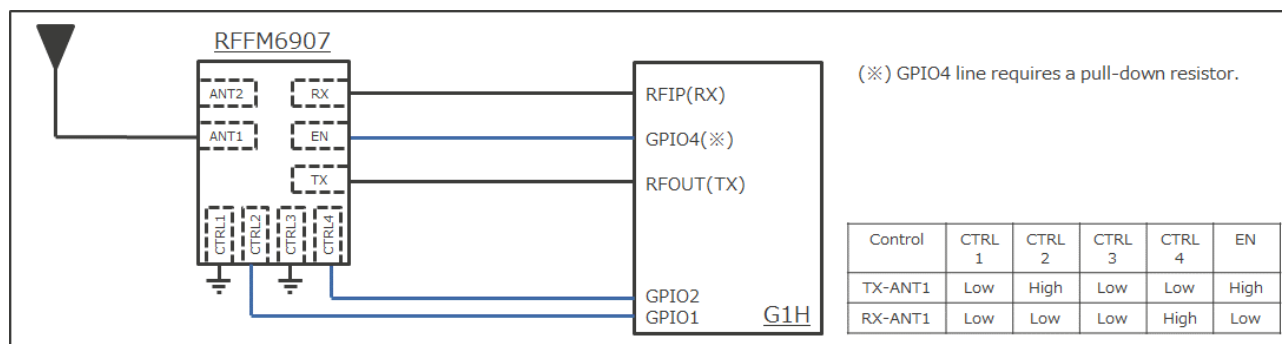 RFFM6907
(※) GPIO4 line requires a pull-down resistor.
ANT2 RX RFIP(RX)
ANT1 EN GPIO4(※)
TX RFOUT(TX)
CTRL1 CTRL2 CTRL3 CTRL4
GPIO2
GPIO1 G1H
Control CTRL 1 CTRL 2 CTRL 3 CTRL 4 EN
TX-ANT1 Low High Low Low High
RX-ANT1 Low Low Low High Low